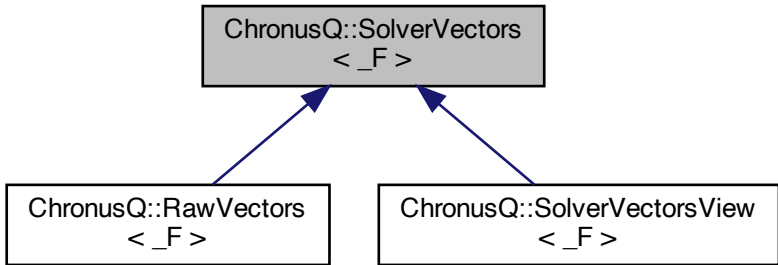 ChronusQ::SolverVectors
< _F >
ChronusQ::RawVectors
< _F >
ChronusQ::SolverVectorsView
< _F >